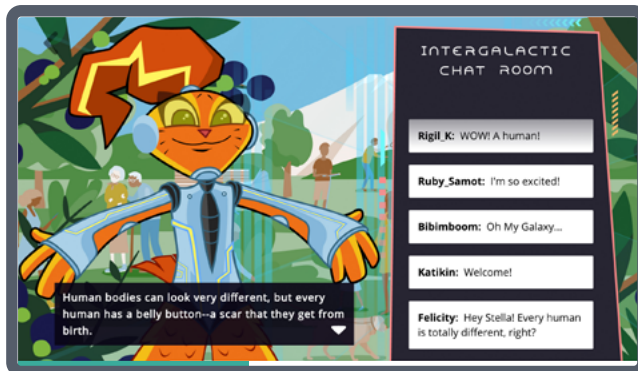 INTERGALACTIC
CHAT ROOM
Rigil_K: WOW! A human!
Ruby_Samot: I'm so excited!
Bibimboom: Oh My Galaxy...
Katikin: Welcome!
Felicity: Hey Stella! Every human
is totally different, right?
Human bodies can look very different, but every
human has a belly button--a scar that they get from
birth.